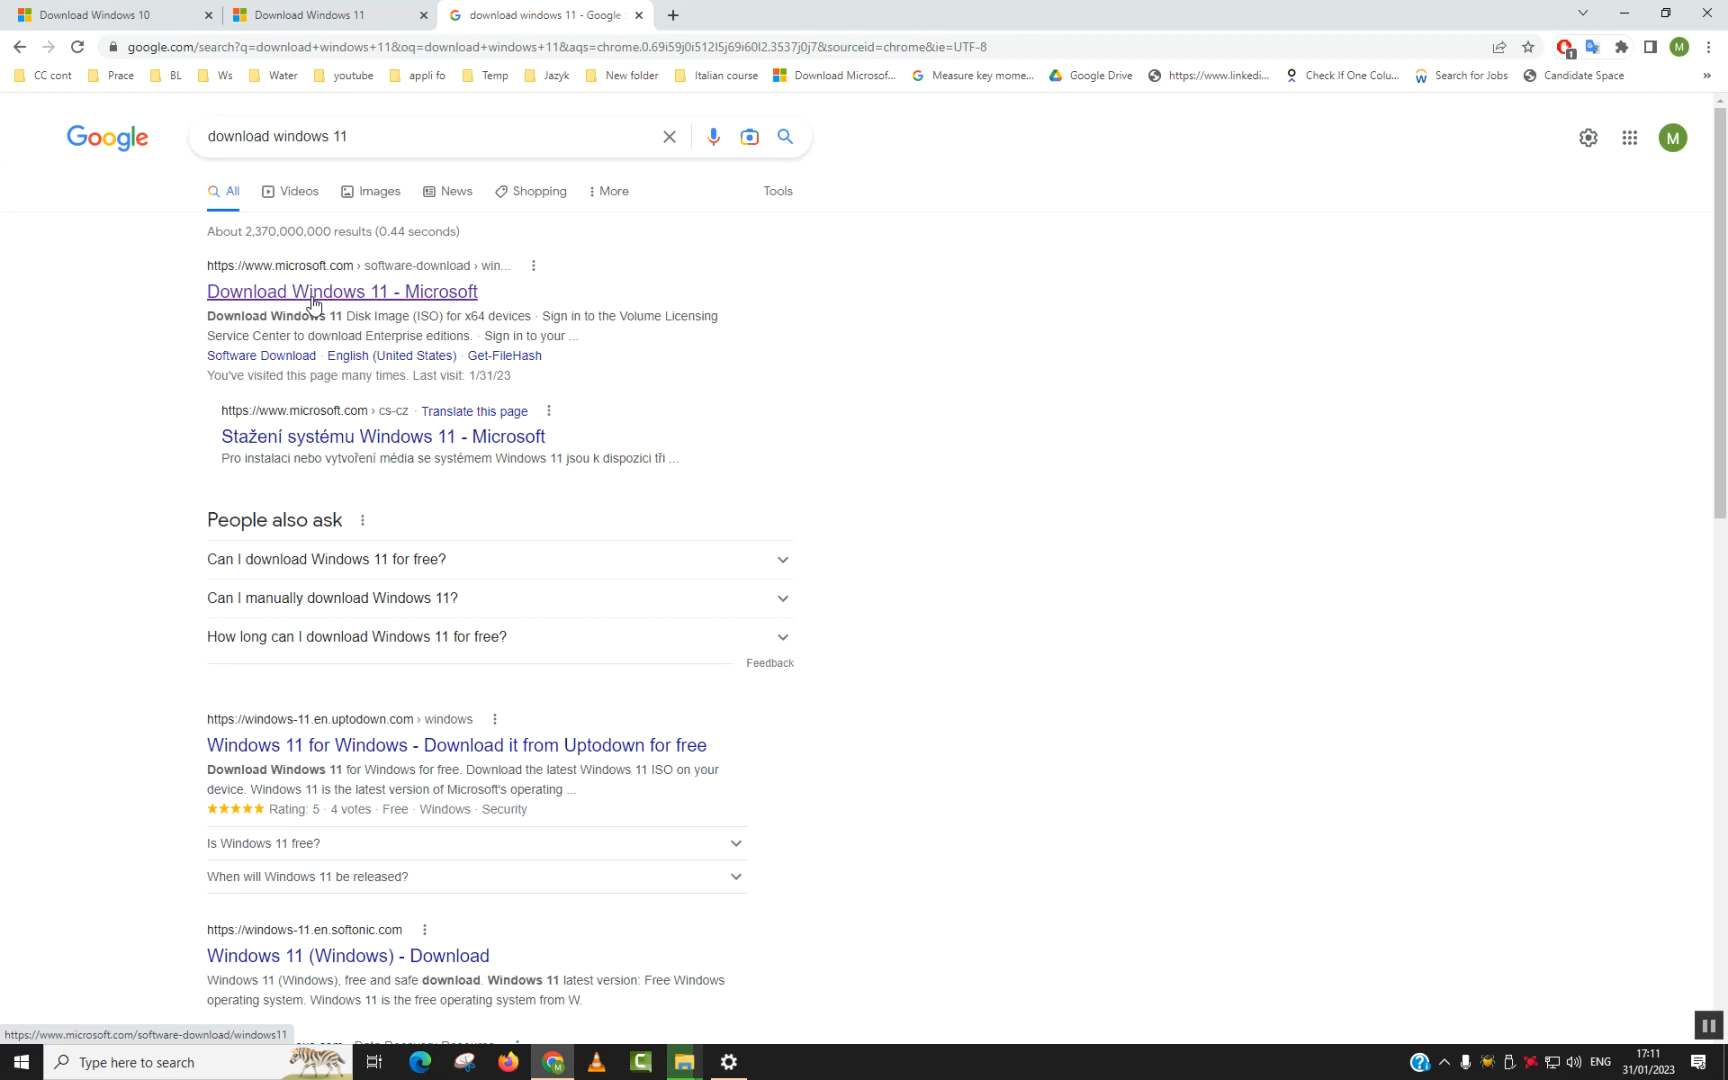 Download Windows 10
Download Windows 11
download windows 11 - Google
google.com/search?q=download+windows+11&oq=download+windows+11&aqs=chrome.0.69i59j0i512l5j69i60l2.3537j0j7&sourceid=chrome&ie=UTF-8
1
M
CC cont
Prace
BL
Ws
Water
youtube
appli fo
Temp
Jazyk
New folder
Italian course
Download Microsof...
Measure key mome...
Google Drive
https://www.linkedi...
Check If One Colu...
Search for Jobs
Candidate Space
»
Google
download windows 11
M
All
Videos
Images
News
Shopping
More
Tools
About 2,370,000,000 results (0.44 seconds)
https://www.microsoft.com › software-download › win...
Download Windows 11 - Microsoft
Download Windows 11 Disk Image (ISO) for x64 devices · Sign in to the Volume Licensing
Service Center to download Enterprise editions. · Sign in to your ...
Software Download · English (United States) · Get-FileHash
You've visited this page many times. Last visit: 1/31/23
https://www.microsoft.com › cs-cz · Translate this page
Stažení systému Windows 11 - Microsoft
Pro instalaci nebo vytvoření média se systémem Windows 11 jsou k dispozici tři ...
People also ask
Can I download Windows 11 for free?
Can I manually download Windows 11?
How long can I download Windows 11 for free?
Feedback
https://windows-11.en.uptodown.com › windows
Windows 11 for Windows - Download it from Uptodown for free
Download Windows 11 for Windows for free. Download the latest Windows 11 ISO on your
device. Windows 11 is the latest version of Microsoft's operating ...
Rating: 5 · 4 votes · Free · Windows · Security
Is Windows 11 free?
When will Windows 11 be released?
https://windows-11.en.softonic.com
Windows 11 (Windows) - Download
Windows 11 (Windows), free and safe download. Windows 11 latest version: Free Windows
operating system. Windows 11 is the free operating system from W.
https://www.microsoft.com/software-download/windows11
Type here to search
ENG
17:11
31/01/2023